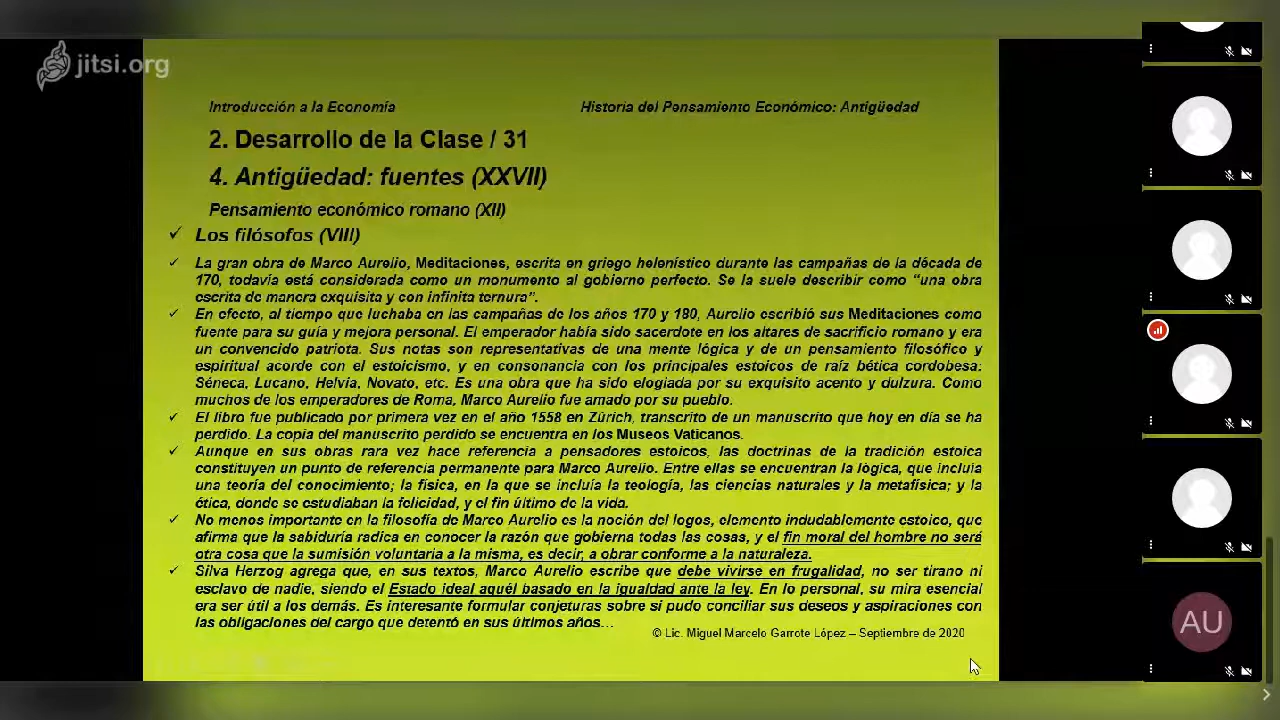 jitsi.org
Introducción a la Economía
Historia del Pensamiento Económico: Antigüedad
2. Desarrollo de la Clase / 31
4. Antigüedad: fuentes (XXVII)
Pensamiento económico romano (XII)
✓ Los filósofos (VIII)
✓ La gran obra de Marco Aurelio, Meditaciones, escrita en griego helenístico durante las campañas de la década de
170, todavía está considerada como un monumento al gobierno perfecto. Se la suele describir como "una obra
escrita de manera exquisita y con infinita ternura".
✓ En efecto, al tiempo que luchaba en las campañas de los años 170 y 180, Aurelio escribió sus Meditaciones como
fuente para su guía y mejora personal. El emperador había sido sacerdote en los altares de sacrificio romano y era
un convencido patriota. Sus notas son representativas de una mente lógica y de un pensamiento filosófico y
espiritual acorde con el estoicismo, y en consonancia con los principales estoicos de raíz bética cordobesa:
Séneca, Lucano, Helvia, Novato, etc. Es una obra que ha sido elogiada por su exquisito acento y dulzura. Como
muchos de los emperadores de Roma, Marco Aurelio fue amado por su pueblo.
✓ El libro fue publicado por primera vez en el año 1558 en Zúrich, transcrito de un manuscrito que hoy en día se ha
perdido. La copia del manuscrito perdido se encuentra en los Museos Vaticanos.
✓ Aunque en sus obras rara vez hace referencia a pensadores estoicos, las doctrinas de la tradición estoica
constituyen un punto de referencia permanente para Marco Aurelio. Entre ellas se encuentran la lógica, que incluía
una teoría del conocimiento; la física, en la que se incluía la teología, las ciencias naturales y la metafísica; y la
ética, donde se estudiaban la felicidad, y el fin último de la vida.
✓ No menos importante en la filosofía de Marco Aurelio es la noción del logos, elemento indudablemente estoico, que
afirma que la sabiduría radica en conocer la razón que gobierna todas las cosas, y el fin moral del hombre no será
otra cosa que la sumisión voluntaria a la misma, es decir, a obrar conforme a la naturaleza.
✓ Silva Herzog agrega que, en sus textos, Marco Aurelio escribe que debe vivirse en frugalidad, no ser tirano ni
esclavo de nadie, siendo el Estado ideal aquél basado en la igualdad ante la ley. En lo personal, su mira esencial
era ser útil a los demás. Es interesante formular conjeturas sobre si pudo conciliar sus deseos y aspiraciones con
las obligaciones del cargo que detentó en sus últimos años…
© Lic. Miguel Marcelo Garrote López – Septiembre de 2020
AU